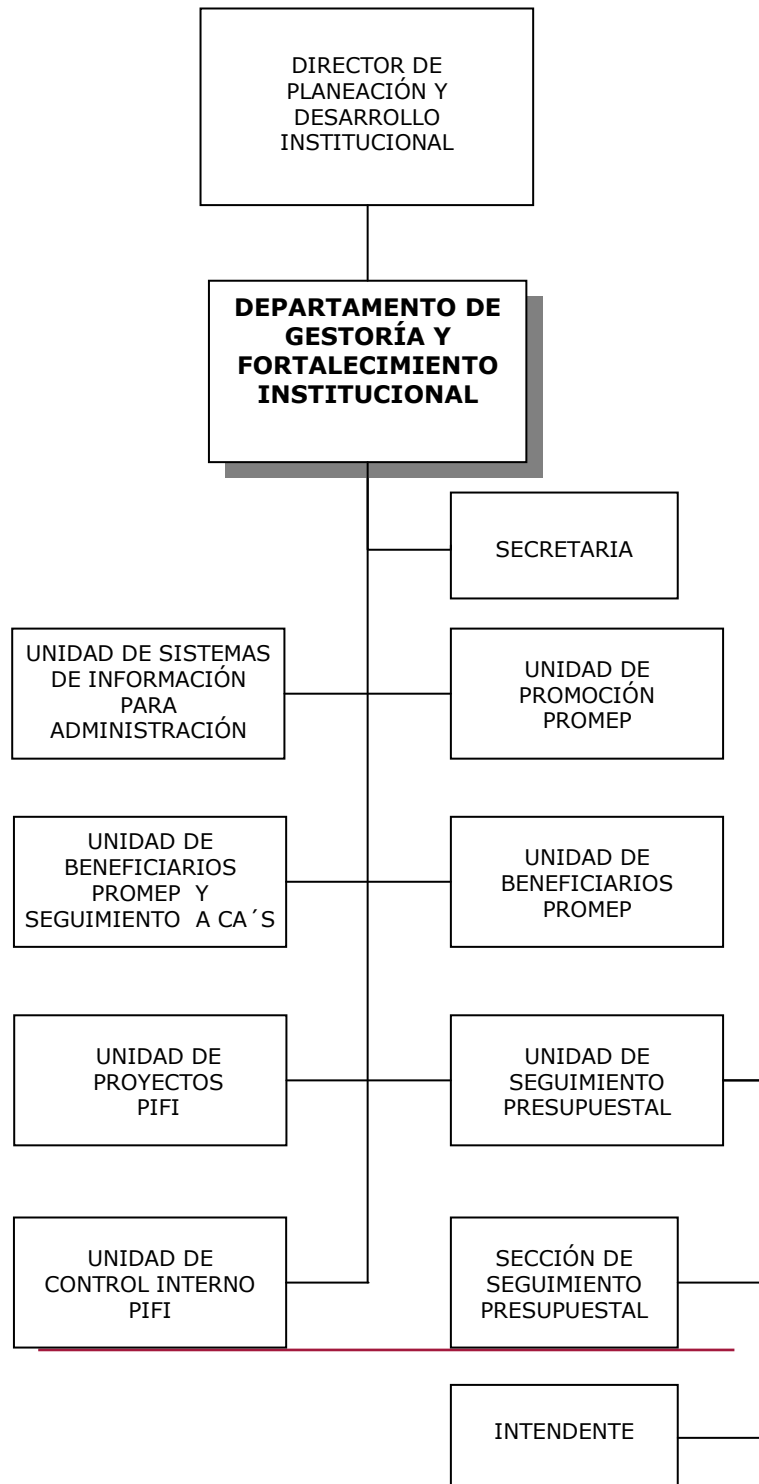 DIRECTOR DE
PLANEACIÓN Y
DESARROLLO
INSTITUCIONAL
DEPARTAMENTO DE
GESTORÍA Y
FORTALECIMIENTO
INSTITUCIONAL
SECRETARIA
UNIDAD DE SISTEMAS
DE INFORMACIÓN
PARA
ADMINISTRACIÓN
UNIDAD DE
PROMOCIÓN
PROMEP
UNIDAD DE
BENEFICIARIOS
PROMEP Y
SEGUIMIENTO A CA´S
UNIDAD DE
BENEFICIARIOS
PROMEP
UNIDAD DE
PROYECTOS
PIFI
UNIDAD DE
SEGUIMIENTO
PRESUPUESTAL
UNIDAD DE
CONTROL INTERNO
PIFI
SECCIÓN DE
SEGUIMIENTO
PRESUPUESTAL
INTENDENTE